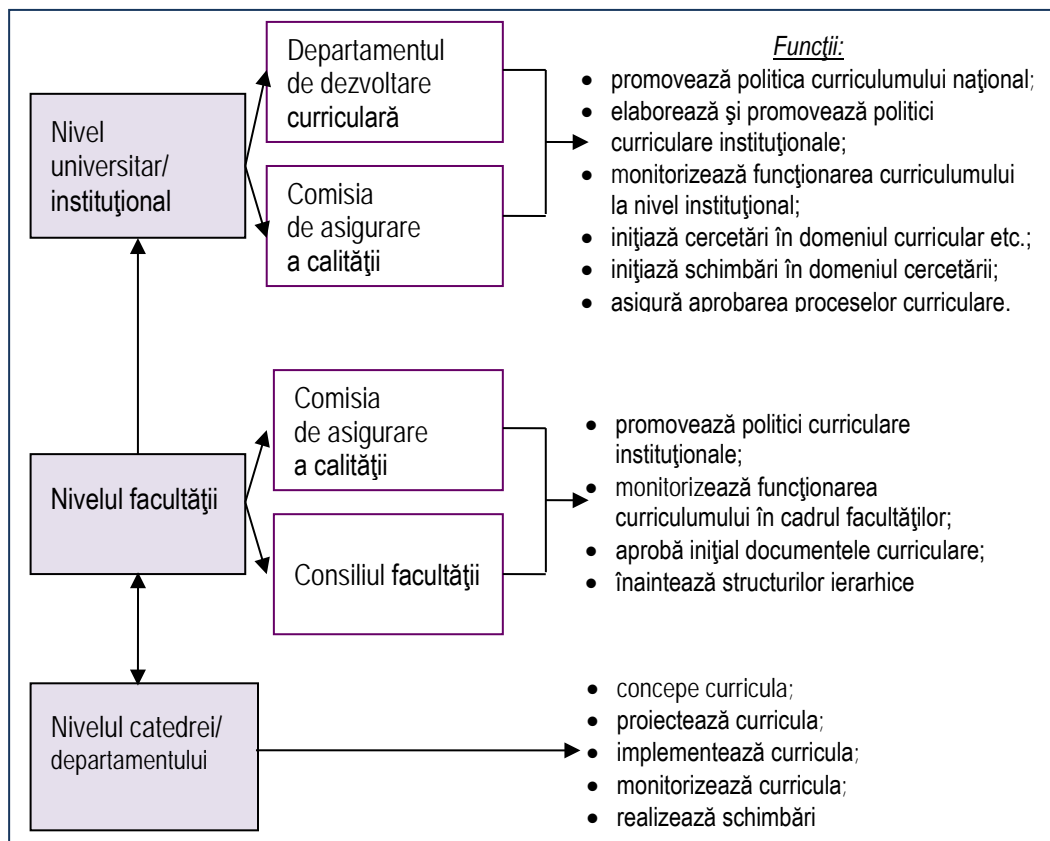 Nivel
universitar/
instituţional
Departamentul
de dezvoltare
curriculară
Comisia
de asigurare
a calităţii
Funcţii:
• promovează politica curriculumului naţional;
• elaborează şi promovează politici
curriculare instituţionale;
• monitorizează funcţionarea curriculumului
la nivel instituţional;
• iniţiază cercetări în domeniul curricular etc.;
• iniţiază schimbări în domeniul cercetării;
• asigură aprobarea proceselor curriculare.
Nivelul facultăţii
Comisia
de asigurare
a calităţii
Consiliul facultăţii
• promovează politici curriculare
instituţionale;
• monitorizează funcţionarea
curriculumului în cadrul facultăţilor;
• aprobă iniţial documentele curriculare;
• înaintează structurilor ierarhice
Nivelul catedrei/
departamentului
• concepe curricula;
• proiectează curricula;
• implementează curricula;
• monitorizează curricula;
• realizează schimbări